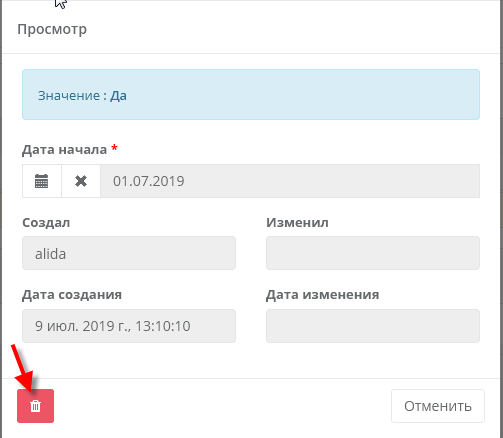 Просмотр
Значение : Да
Дата начала *
01.07.2019
Создал
Изменил
alida
Дата создания
Дата изменения
9 июл. 2019 г., 13:10:10
Отменить